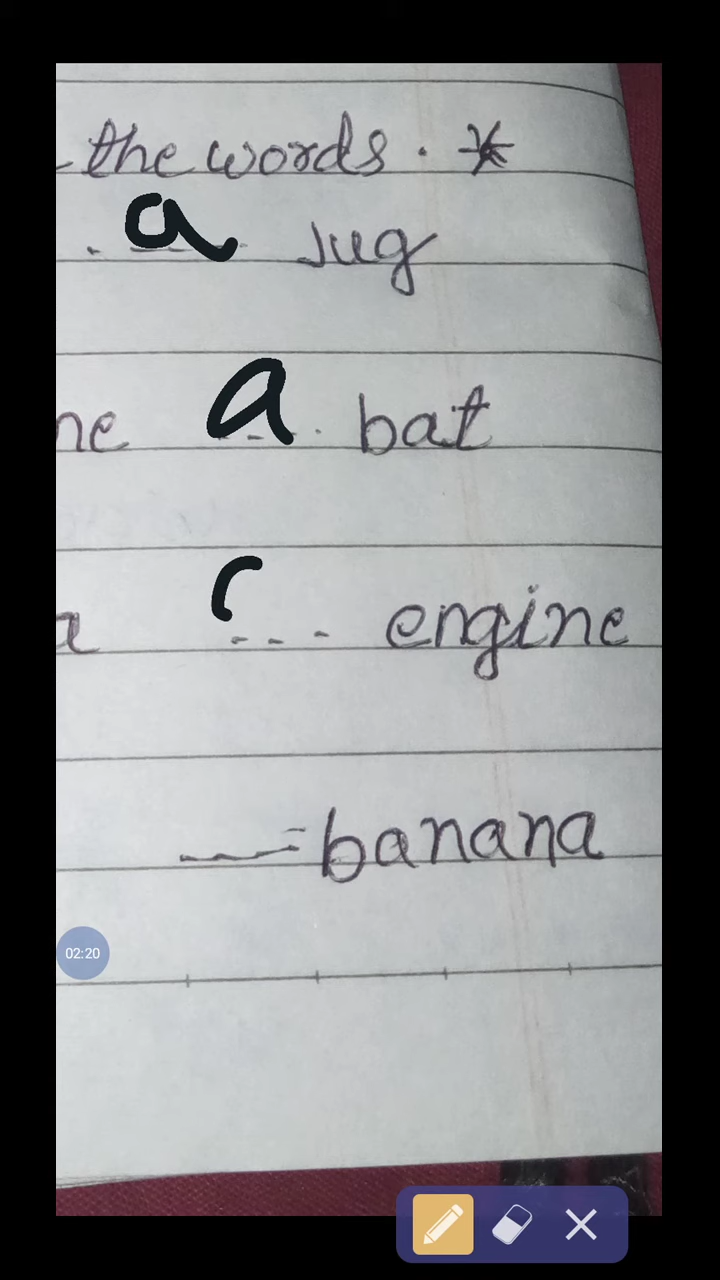 the words. *
a Jug
ne a bat
a --- engine
banana
02:20